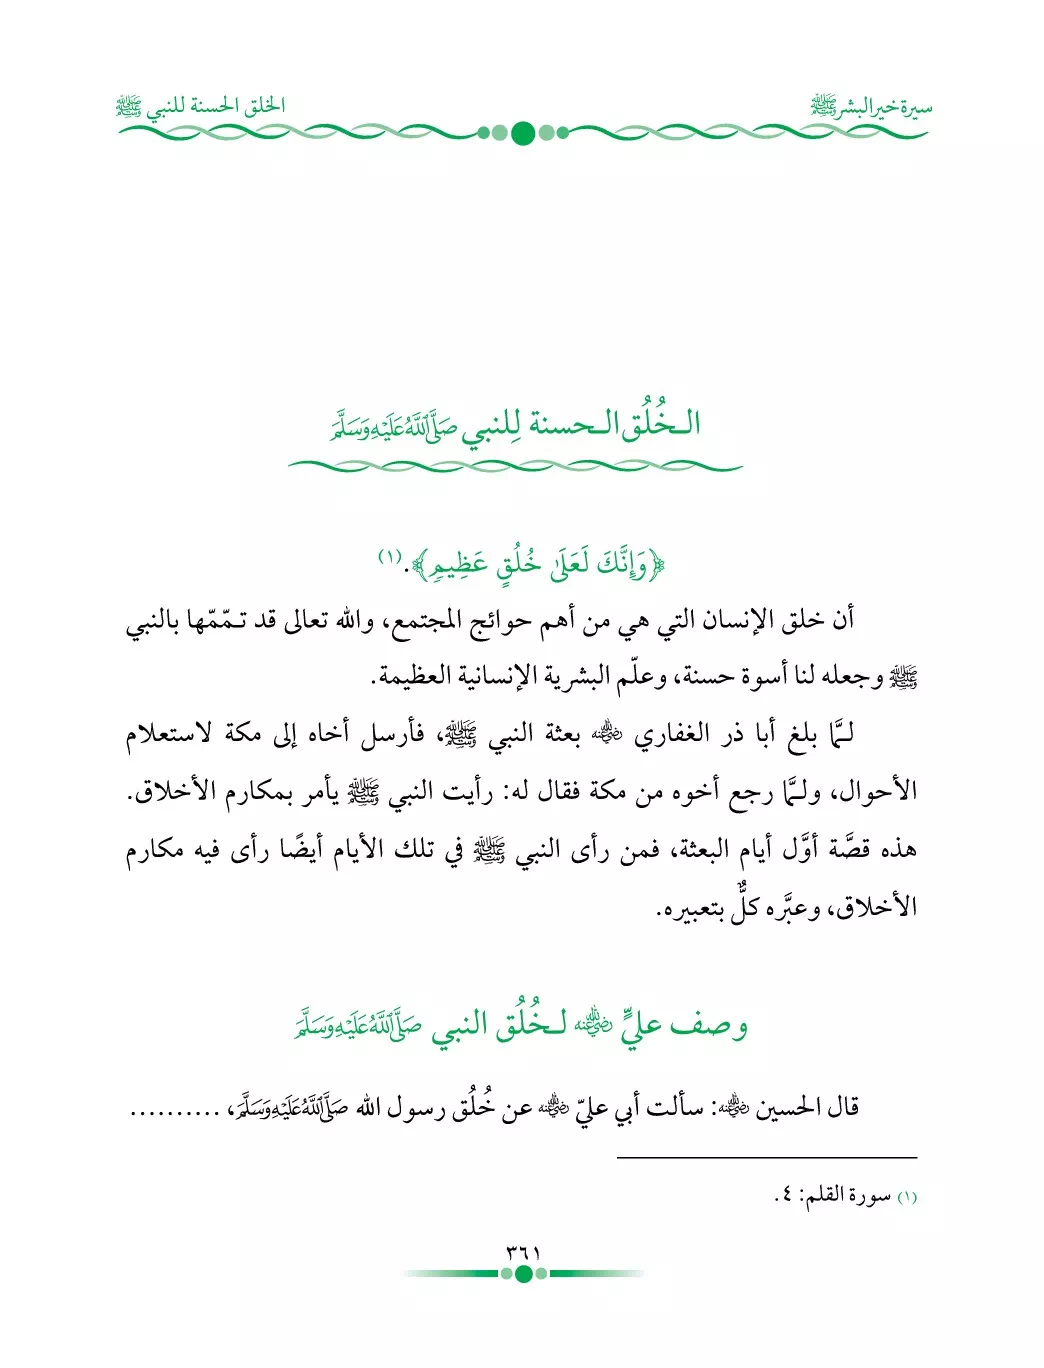 سيرة خير البشر ﷺ
الخلق الحسنة للنبي ﷺ
الـخُلُق الـحسنة لِلنبي صَلَّى اللَّهُ عَلَيْهِ وَسَلَّمَ
﴿وَإِنَّكَ لَعَلَىٰ خُلُقٍ عَظِيمٍ﴾.(١)
أن خلق الإنسان التي هي من أهم حوائج المجتمع، والله تعالى قد تـمّمّها بالنبي
ﷺ وجعله لنا أسوة حسنة، وعلّم البشرية الإنسانية العظيمة.
لـمَّا بلغ أبا ذر الغفاري رضي الله عنه بعثة النبي ﷺ، فأرسل أخاه إلى مكة لاستعلام
الأحوال، ولـمَّا رجع أخوه من مكة فقال له: رأيت النبي ﷺ يأمر بمكارم الأخلاق.
هذه قصَّة أوَّل أيام البعثة، فمن رأى النبي ﷺ في تلك الأيام أيضًا رأى فيه مكارم
الأخلاق، وعبَّره كلٌّ بتعبيره.
وصف عليٍّ رضي الله عنه لـخُلُق النبي صَلَّى اللَّهُ عَلَيْهِ وَسَلَّمَ
قال الحسين رضي الله عنه: سألت أبي عليّ رضي الله عنه عن خُلُق رسول الله صَلَّى اللَّهُ عَلَيْهِ وَسَلَّمَ، ..........
(١) سورة القلم: ٤.
٣٦١